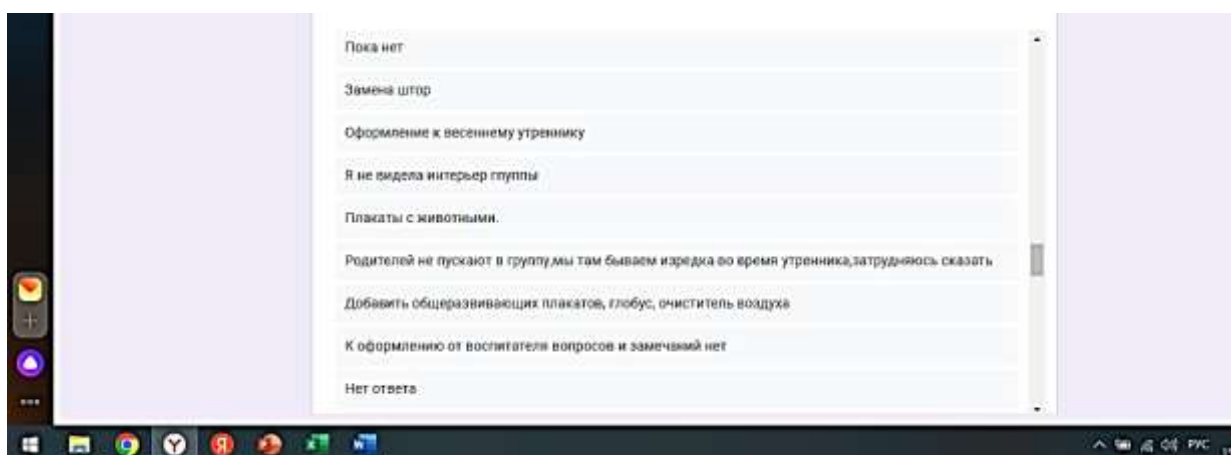 Пока нет
Замена штор
Оформление к весеннему утреннику
Я не видела интерьер группы
Плакаты с животными.
Родителей не пускают в группу,мы там бываем изредка во время утренника,затрудняюсь сказать
Добавить общеразвивающих плакатов, глобус, очиститель воздуха
К оформлению от воспитателя вопросов и замечаний нет
Нет ответа
РУС